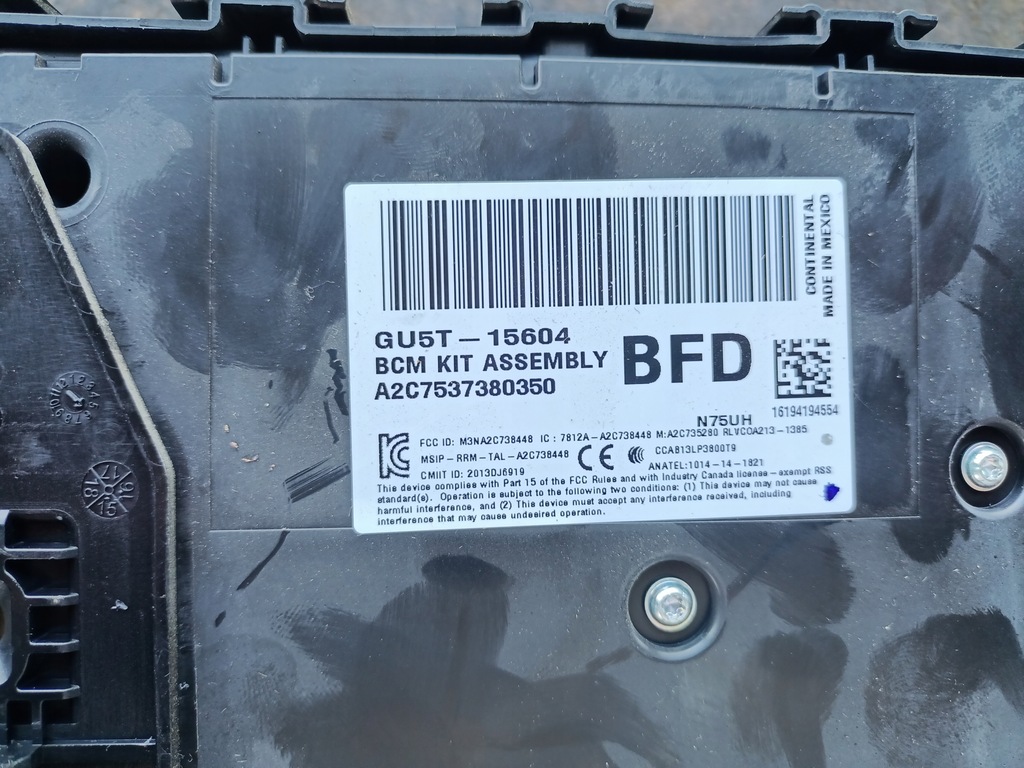 CONTINENTAL
MADE IN MEXICO
GU5T-15604
BCM KIT ASSEMBLY
A2C7537380350
BFD
N75UH
16194194554
FCC ID: M3NA2C738448 IC: 7812A-A2C738448 M:A2C735280 RLVCOA213-1385
MSIP-RRM-TAL-A2C738448 CE CCAB13LP3800T9
CMIIT ID: 2013DJ6919 ANATEL:1014-14-1821
This device complies with Part 15 of the FCC Rules and with Industry Canada license-exempt RSS
standard(s). Operation is subject to the following two conditions: (1) This device may not cause
harmful interference, and (2) This device must accept any interference received, including
interference that may cause undesired operation.